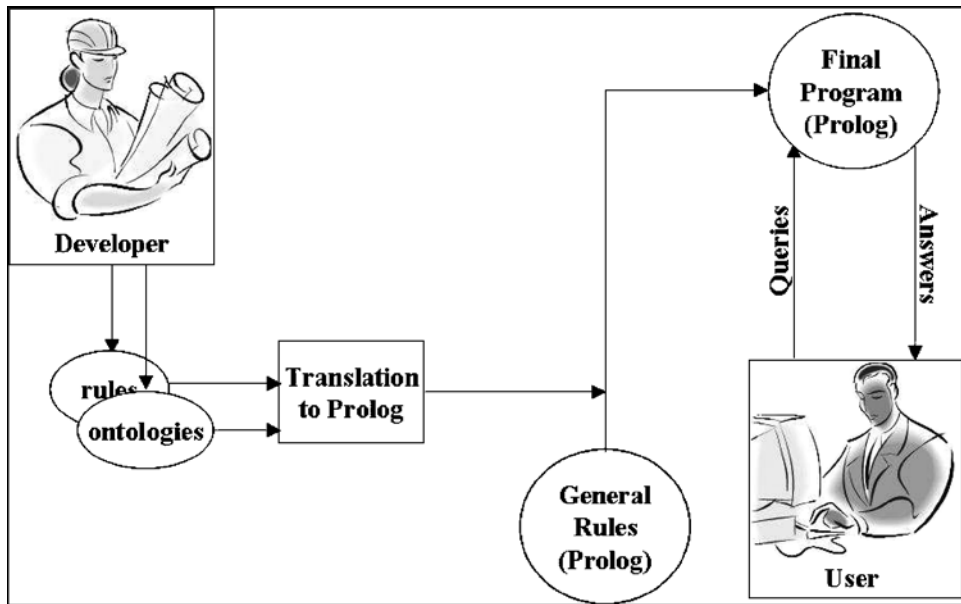 Developer
rules
ontologies
Translation
to Prolog
General
Rules
(Prolog)
Final
Program
(Prolog)
Queries
Answers
User